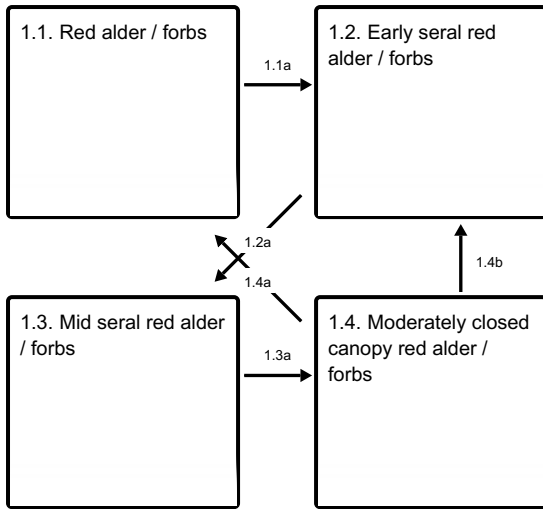 1.1. Red alder / forbs
1.1a
1.2. Early seral red
alder / forbs
1.2a
1.4a
1.4b
1.3. Mid seral red alder
/ forbs
1.3a
1.4. Moderately closed
canopy red alder /
forbs